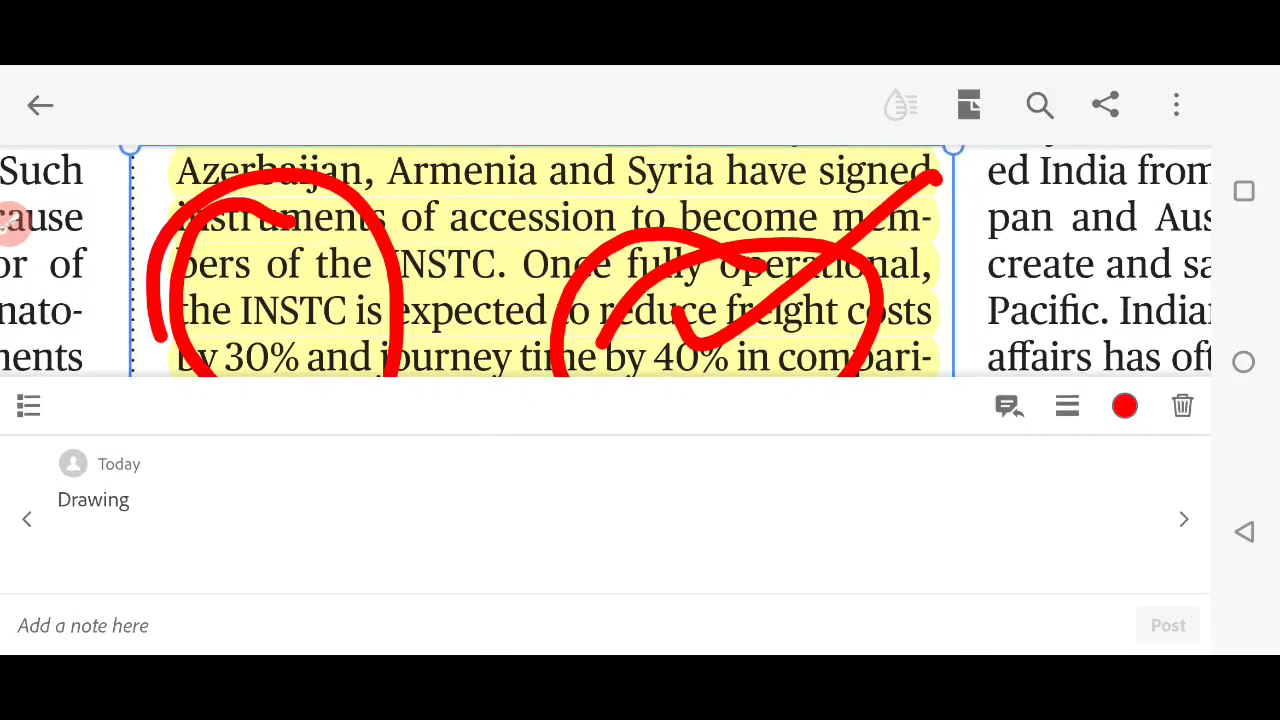 Such
cause
or of
nato-
ments
Azerbaijan, Armenia and Syria have signed
instruments of accession to become mem-
bers of the INSTC. Once fully operational,
the INSTC is expected to reduce freight costs
by 30% and journey time by 40% in compari-
ed India from
pan and Aus
create and sa
Pacific. India
affairs has oft
Today
Drawing
Add a note here
Post